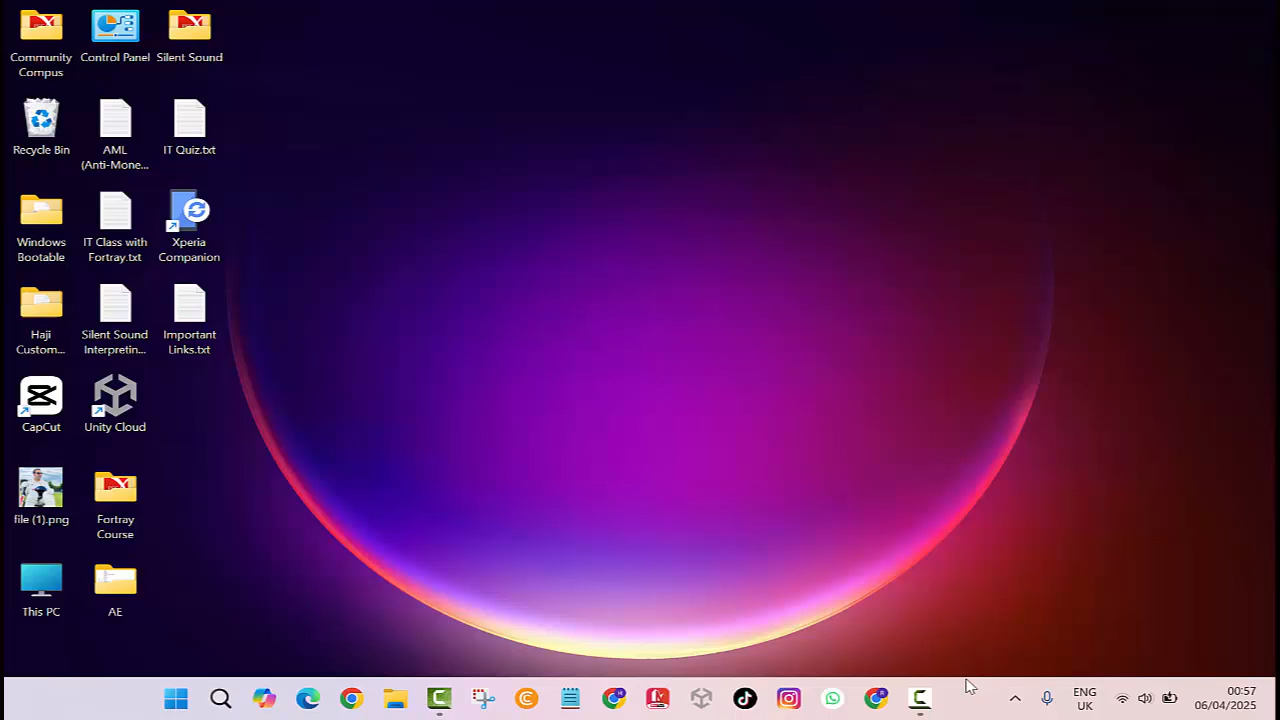 Community
Compus
Control Panel
Silent Sound
Recycle Bin
AML
(Anti-Mone...
IT Quiz.txt
Windows
Bootable
IT Class with
Fortray.txt
Xperia
Companion
Haji
Custom...
Silent Sound
Interpretin...
Important
Links.txt
CapCut
Unity Cloud
file (1).png
Fortray
Course
This PC
AE
ENG
UK
00:57
06/04/2025